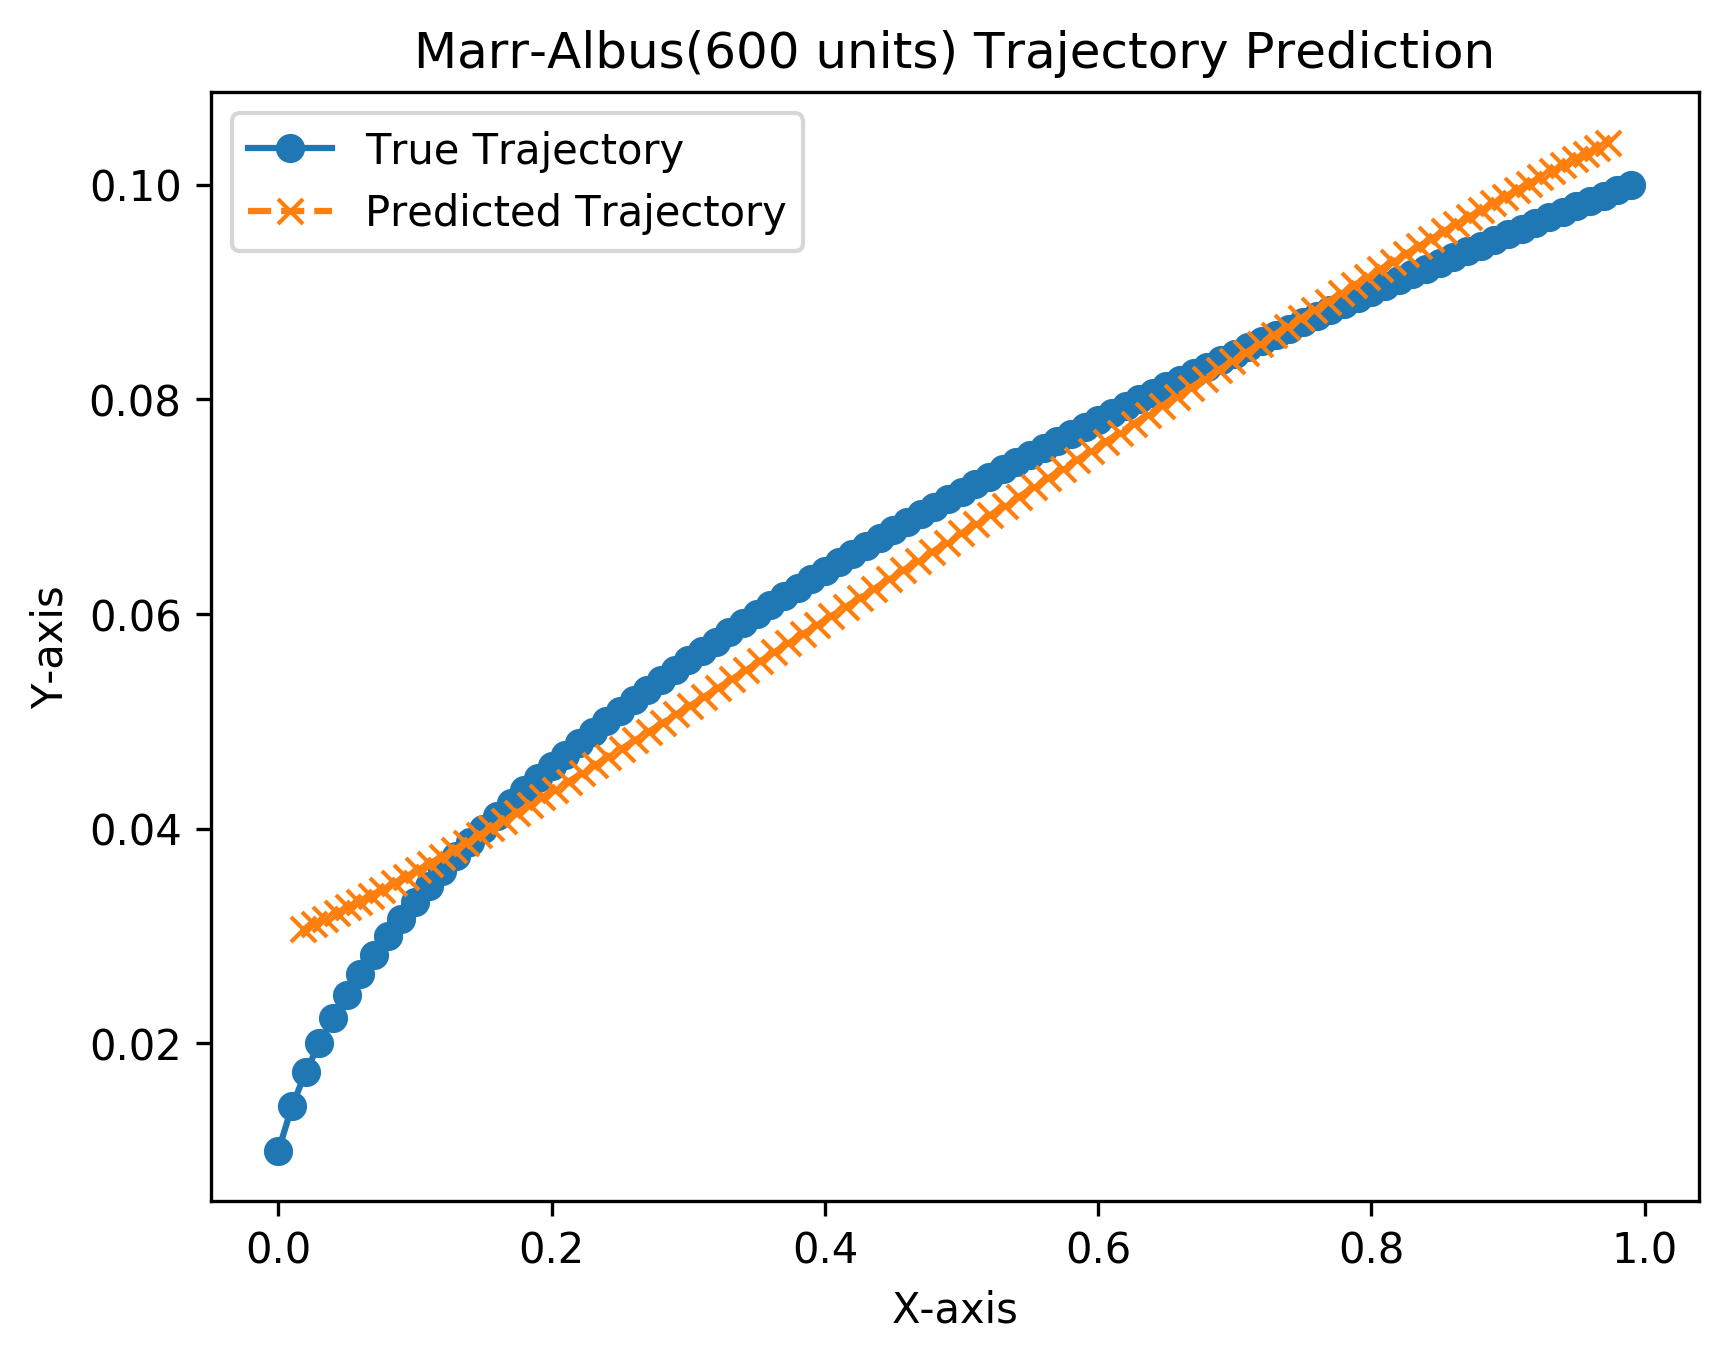 Marr-Albus(600 units) Trajectory Prediction
True Trajectory
Predicted Trajectory
0.10
0.08
0.06
0.04
0.02
Y-axis
0.0 0.2 0.4 0.6 0.8 1.0
X-axis